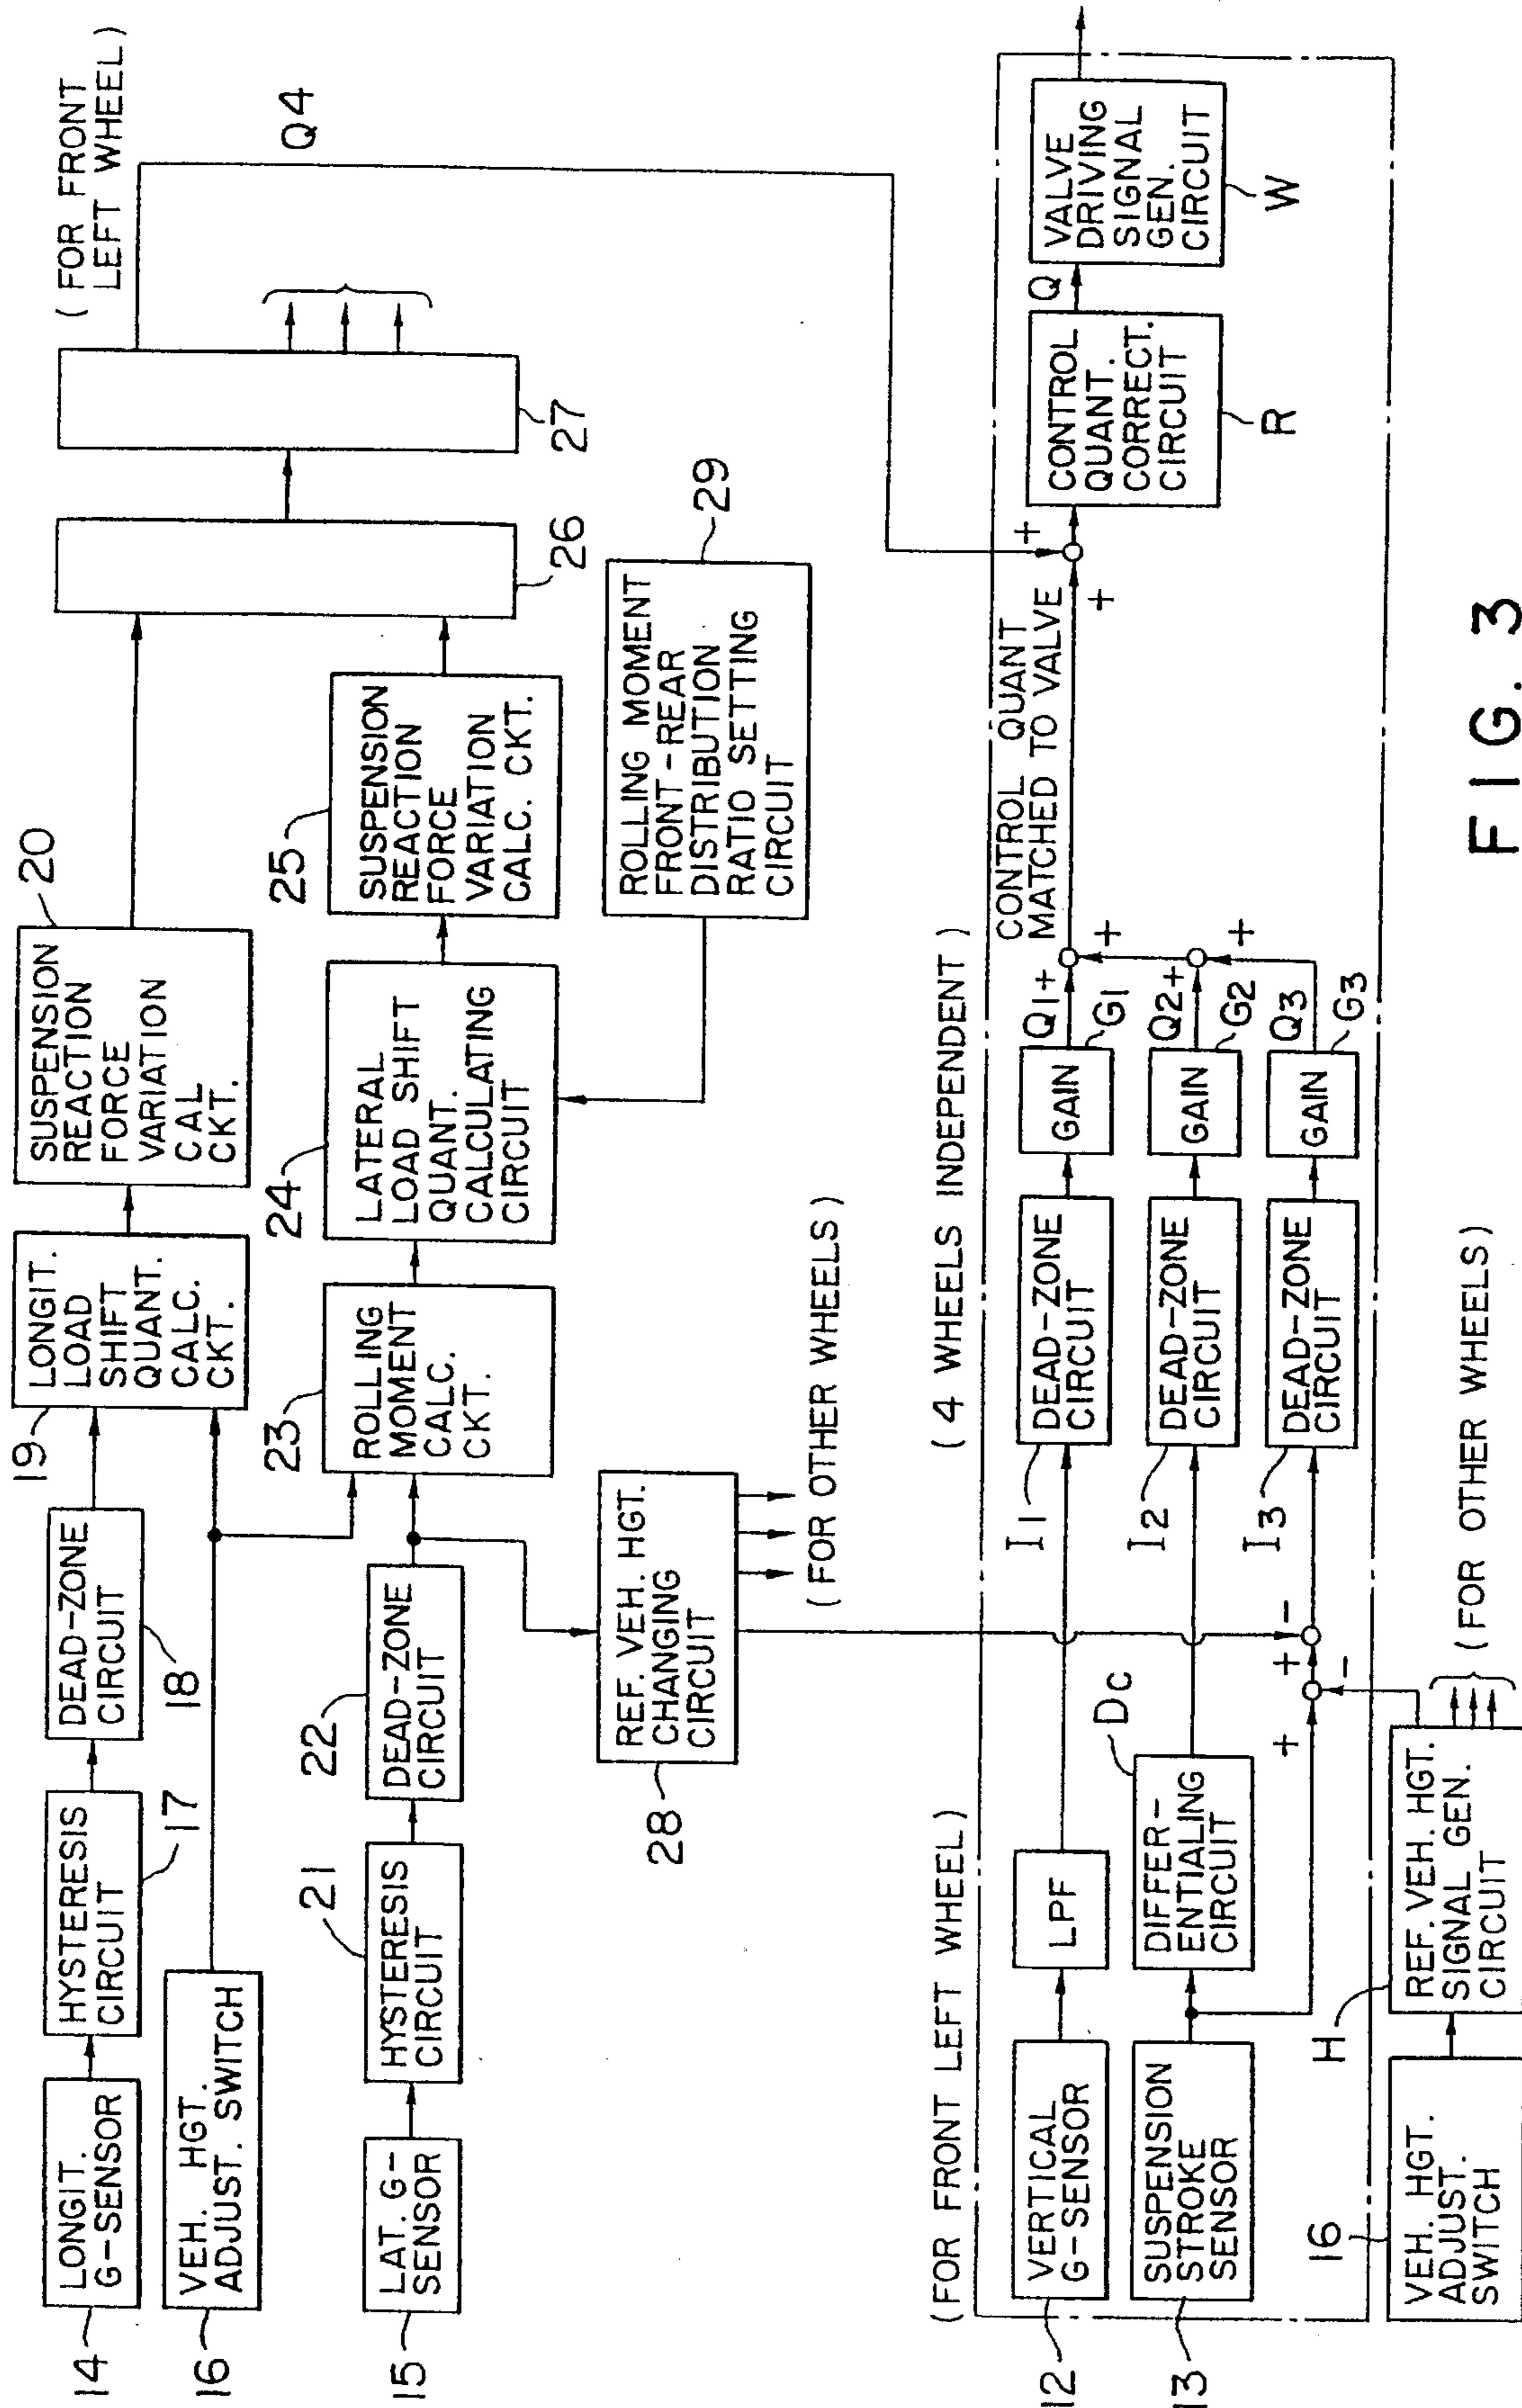 ( FOR FRONT
LEFT WHEEL )
Q4
20
SUSPENSION
REACTION
FORCE
VARIATION
CAL
CKT.
27
26
19
LONGIT.
LOAD
SHIFT
QUANT.
CALC.
CKT.
DEAD-ZONE
CIRCUIT
18
HYSTERESIS
CIRCUIT
17
LONGIT.
G-SENSOR
14
VEH. HGT.
ADJUST. SWITCH
16
LAT. G-
SENSOR
15
HYSTERESIS
CIRCUIT
21
DEAD-ZONE
CIRCUIT
22
ROLLING
MOMENT
CALC.
CKT.
23
LATERAL
LOAD SHIFT
QUANT.
CALCULATING
CIRCUIT
24
SUSPENSION
REACTION
FORCE
VARIATION
CALC. CKT.
25
ROLLING MOMENT
FRONT-REAR
DISTRIBUTION
RATIO SETTING
CIRCUIT
29
REF. VEH. HGT.
CHANGING
CIRCUIT
28
(FOR OTHER WHEELS)
(FOR FRONT LEFT WHEEL)
( 4 WHEELS INDEPENDENT )
VERTICAL
G-SENSOR
12
LPF
I1
DEAD-ZONE
CIRCUIT
GAIN
G1
Q1+
+
CONTROL QUANT
MATCHED TO VALVE
+
+
CONTROL
QUANT.
CORRECT.
CIRCUIT
R
Q
VALVE
DRIVING
SIGNAL
GEN.
CIRCUIT
W
SUSPENSION
STROKE
SENSOR
13
DIFFER-
ENTIALING
CIRCUIT
Dc
I2
DEAD-ZONE
CIRCUIT
GAIN
G2
Q2+
+
+
-
+
-
I3
DEAD-ZONE
CIRCUIT
GAIN
G3
Q3
VEH. HGT.
ADJUST.
SWITCH
16
REF. VEH. HGT.
SIGNAL GEN.
CIRCUIT
H
(FOR OTHER WHEELS)
FIG. 3